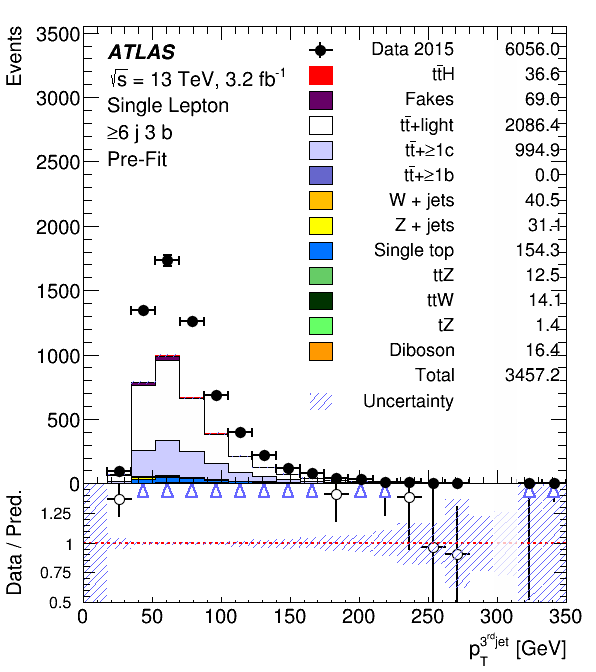 Events
3500
3000
2500
2000
1500
1000
500
0
ATLAS
√s = 13 TeV, 3.2 fb⁻¹
Single Lepton
≥6 j 3 b
Pre-Fit
Data 2015 6056.0
tt̄H 36.6
Fakes 69.0
tt̄+light 2086.4
tt̄+≥1c 994.9
tt̄+≥1b 0.0
W + jets 40.5
Z + jets 31.1
Single top 154.3
ttZ 12.5
ttW 14.1
tZ 1.4
Diboson 16.4
Total 3457.2
Uncertainty
Data / Pred.
1.25
1
0.75
0.5
0 50 100 150 200 250 300 350
p_T^{3^{rd}jet} [GeV]